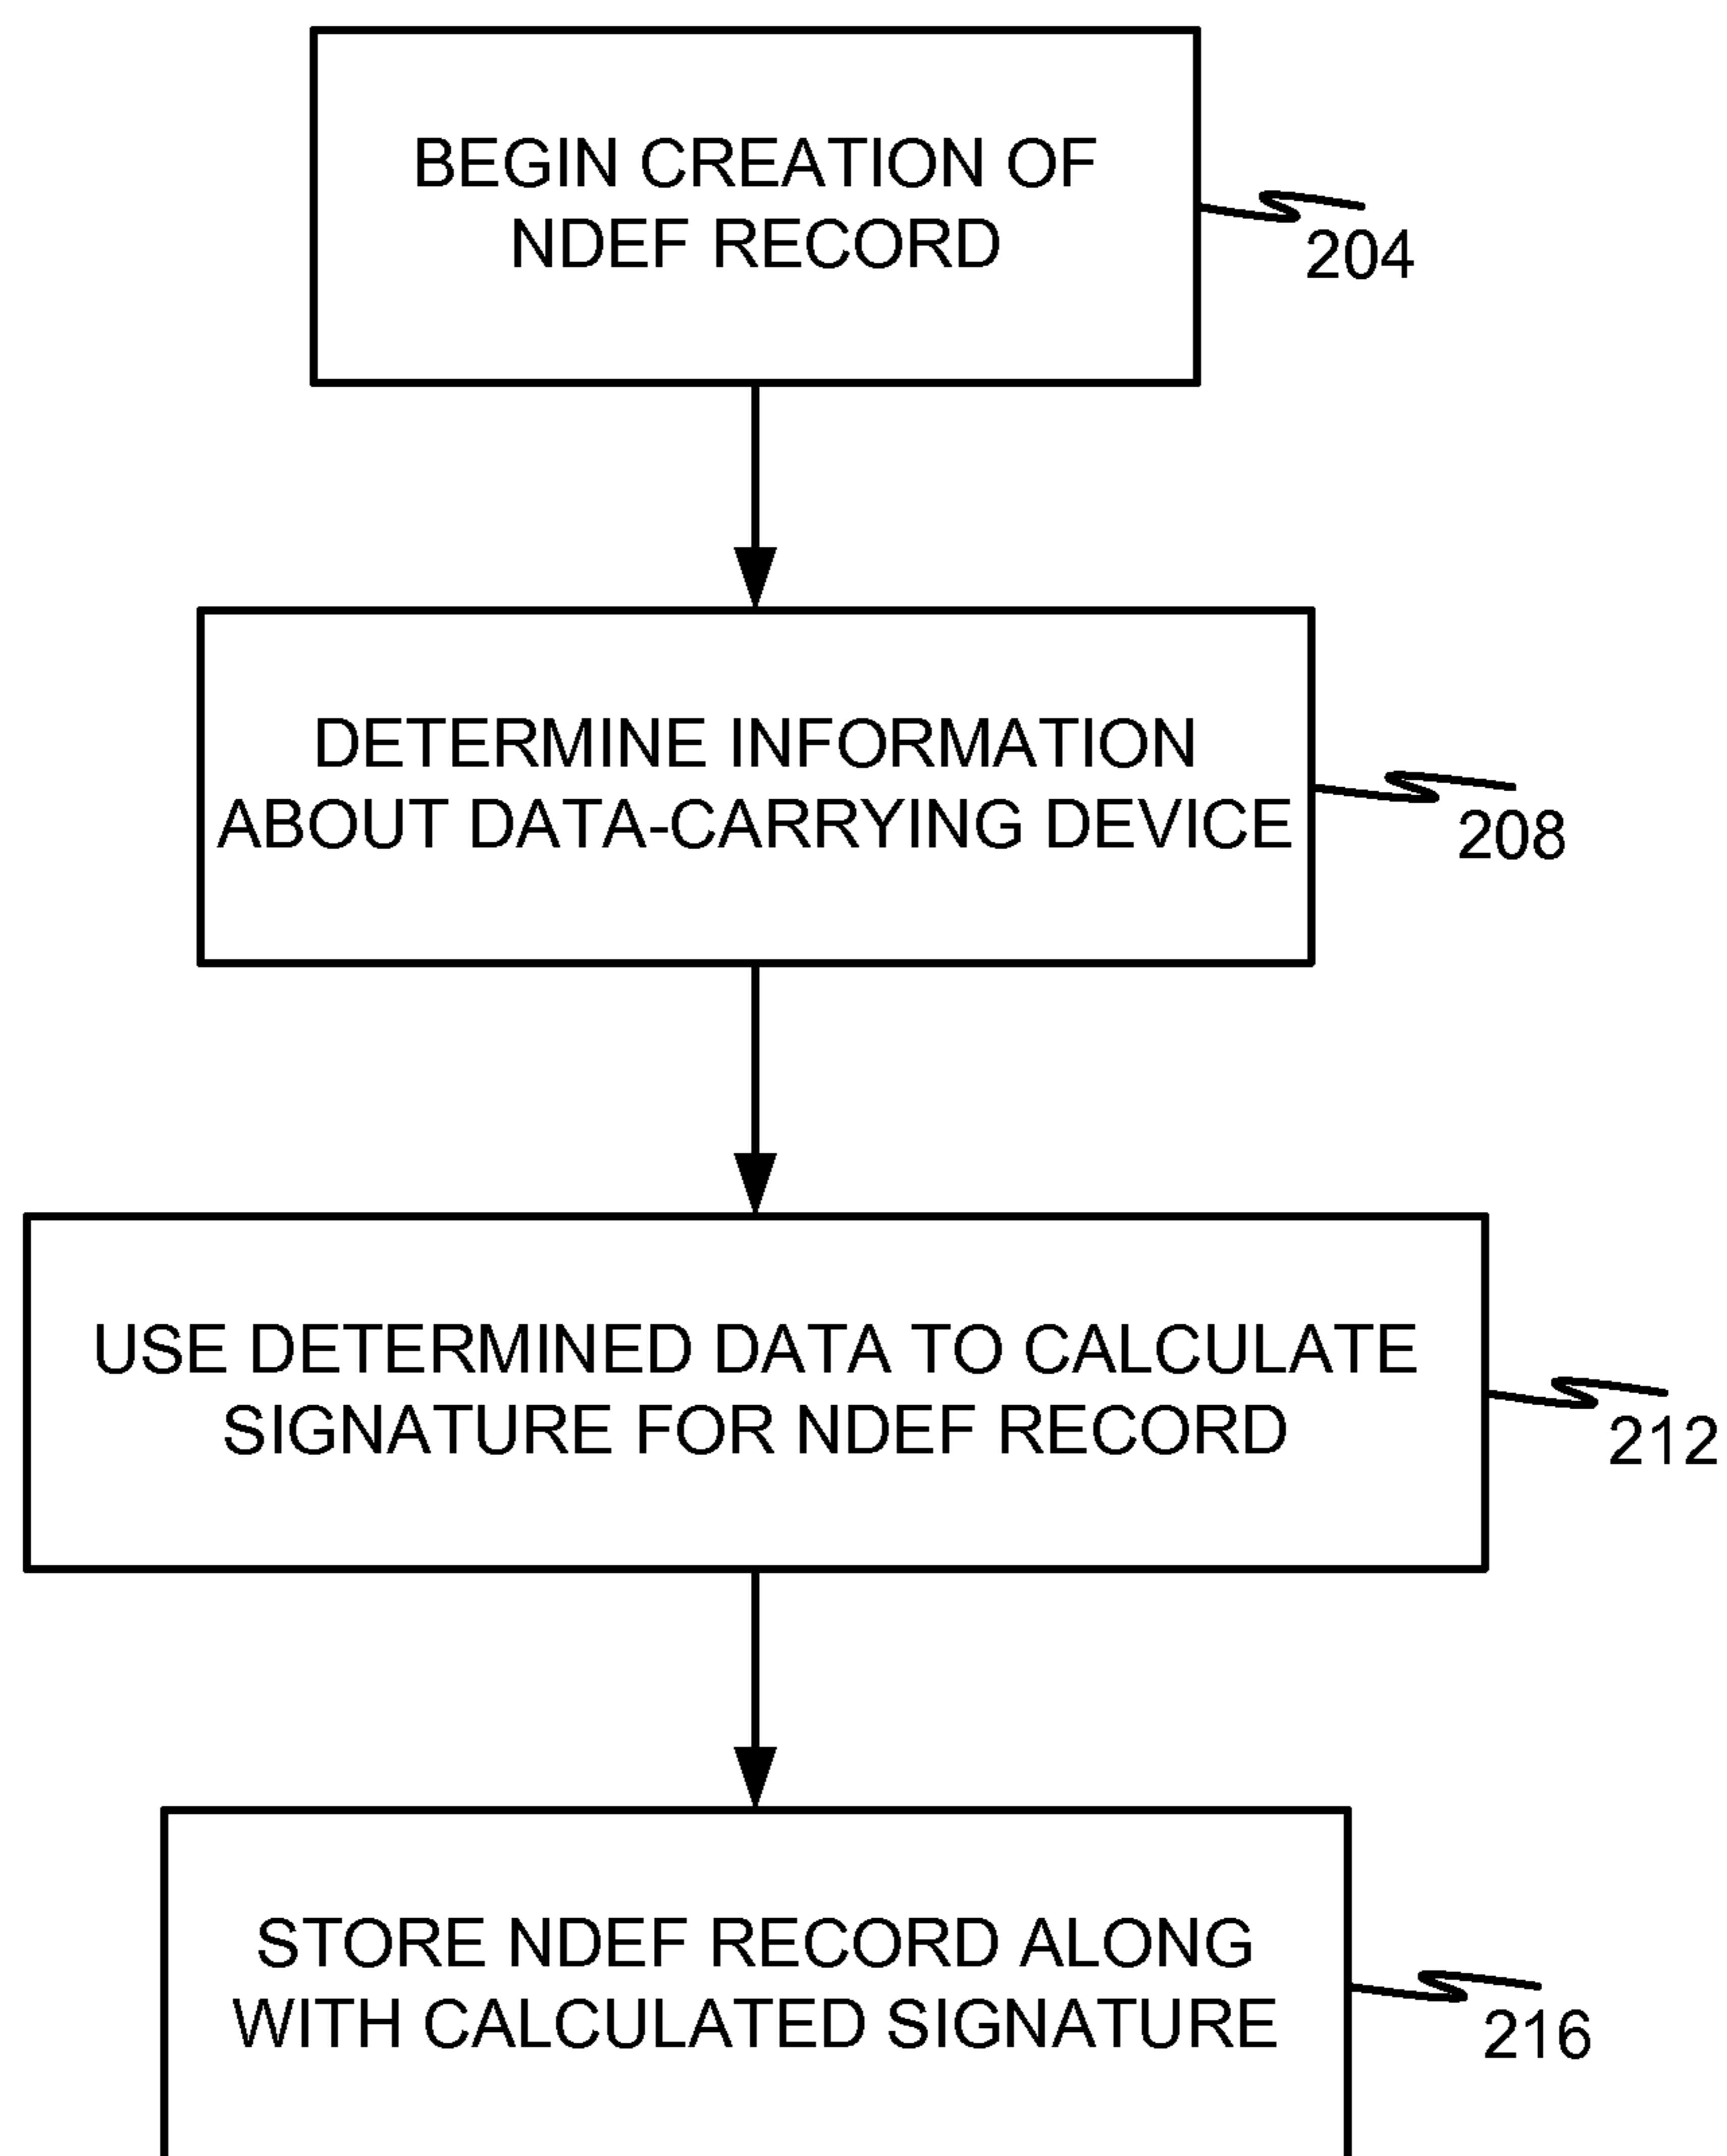 BEGIN CREATION OF
NDEF RECORD
204
DETERMINE INFORMATION
ABOUT DATA-CARRYING DEVICE
208
USE DETERMINED DATA TO CALCULATE
SIGNATURE FOR NDEF RECORD
212
STORE NDEF RECORD ALONG
WITH CALCULATED SIGNATURE
216